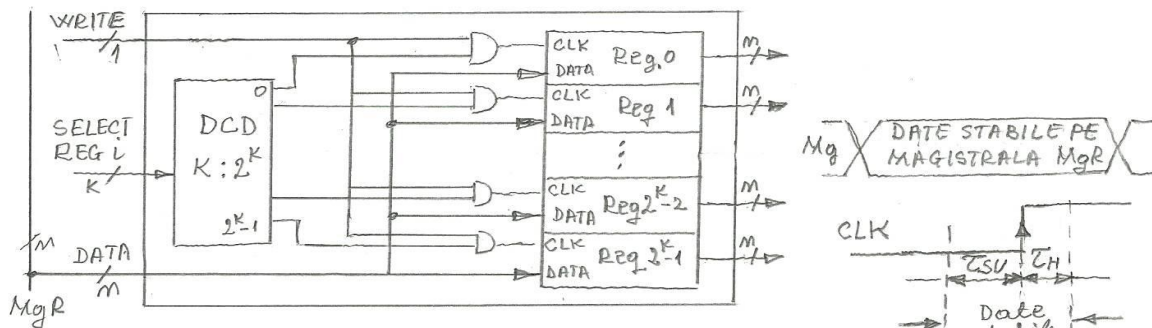 WRITE
1
SELECT
REG i
K
DCD
K : 2^K
0
2^K-1
DATA
n
M
MgR
CLK
DATA
Reg. 0
n
CLK
DATA
Reg 1
n
CLK
DATA
Reg 2^K-2
n
CLK
DATA
Reg 2^K-1
n
Mg
DATE STABILE PE
MAGISTRALA MgR
CLK
τSU
τH
Date